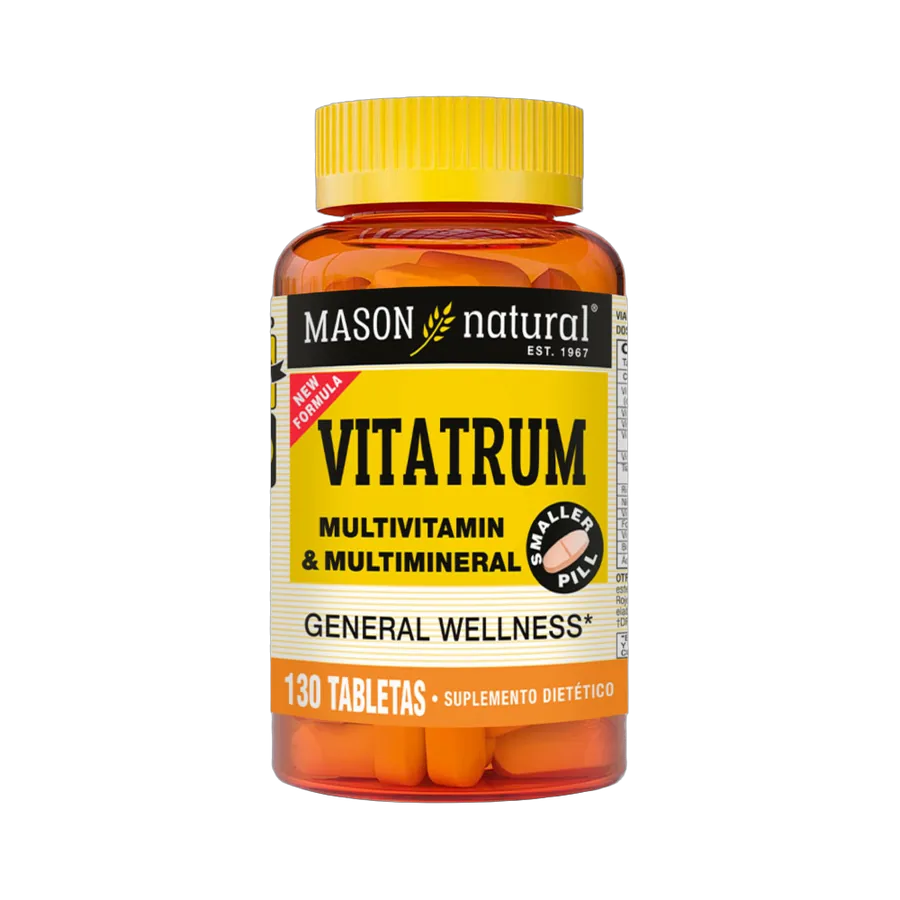 MASON natural®
EST. 1967
NEW
FORMULA
VITATRUM
MULTIVITAMIN
& MULTIMINERAL
SMALLER
PILL
GENERAL WELLNESS*
130 TABLETAS • SUPLEMENTO DIETÉTICO